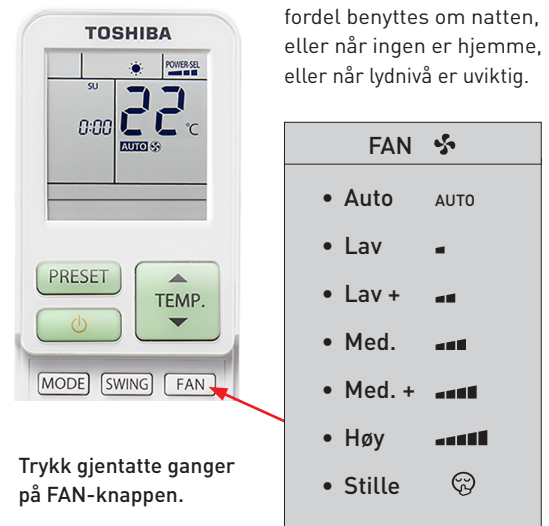 fordel benyttes om natten,
eller når ingen er hjemme,
eller når lydnivå er uviktig.
TOSHIBA
POWER-SEL
SU
0:00 22 °C
AUTO
PRESET
TEMP.
MODE SWING FAN
Trykk gjentatte ganger
på FAN-knappen.
FAN
• Auto AUTO
• Lav
• Lav +
• Med.
• Med. +
• Høy
• Stille